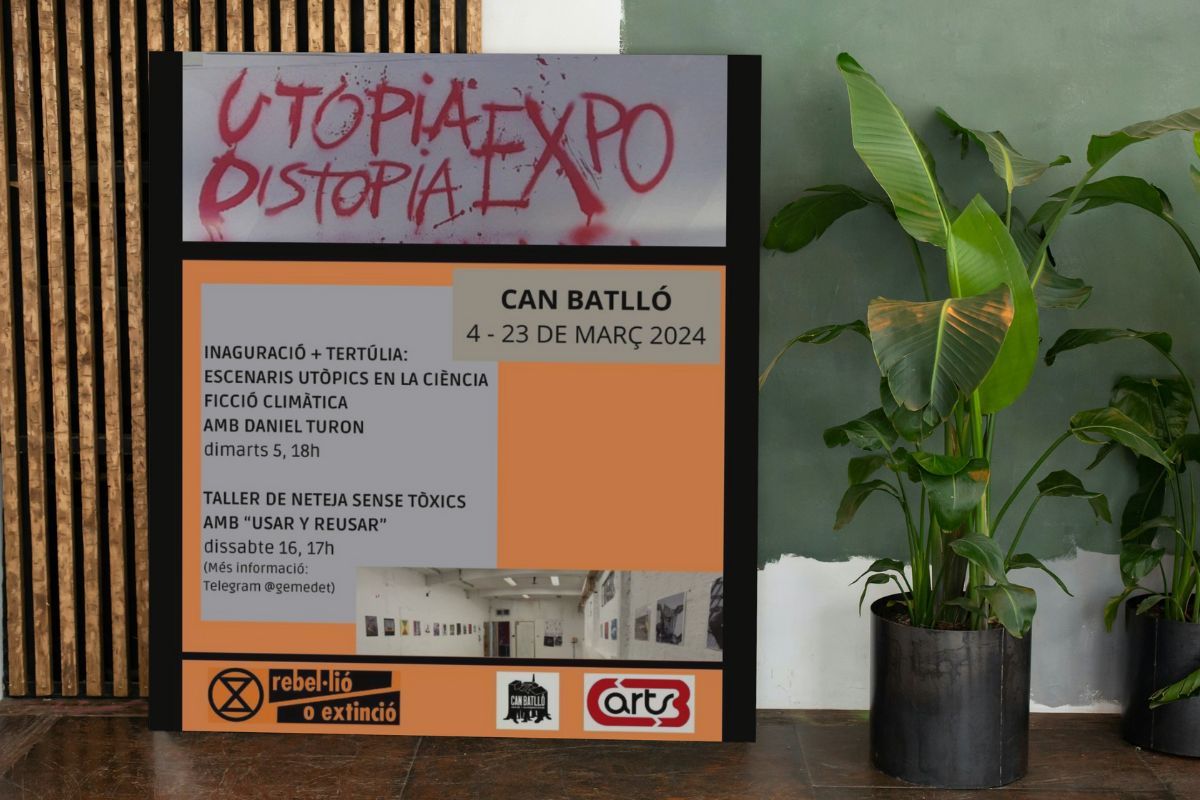 UTOPIA EXPO
DISTOPIA
CAN BATLLÓ
4 - 23 DE MARÇ 2024
INAGURACIÓ + TERTÚLIA:
ESCENARIS UTÒPICS EN LA CIÈNCIA
FICCIÓ CLIMÀTICA
AMB DANIEL TURON
dimarts 5, 18h
TALLER DE NETEJA SENSE TÒXICS
AMB “USAR Y REUSAR”
dissabte 16, 17h
(Més informació:
Telegram @gemedet)
rebel·lió
o extinció
CAN BATLLÓ
arts